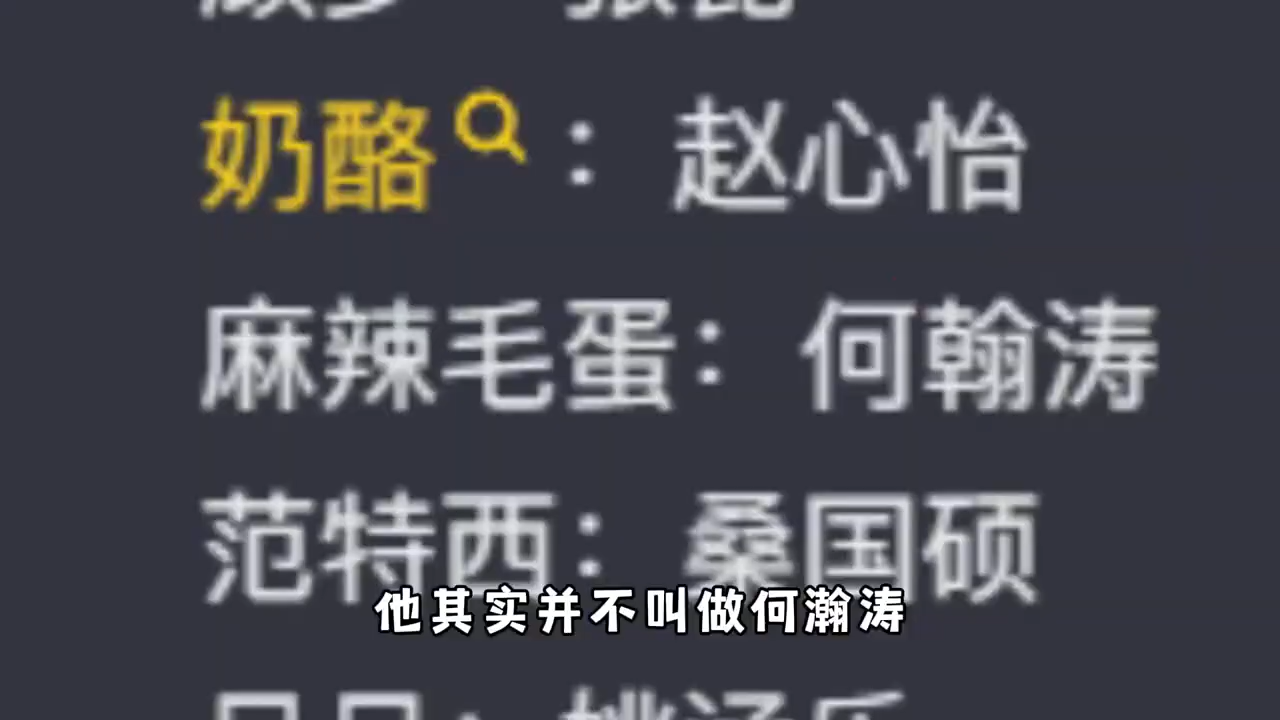 奶酪：赵心怡
麻辣毛蛋：何翰涛
范特西：桑国硕
他其实并不叫做何瀚涛